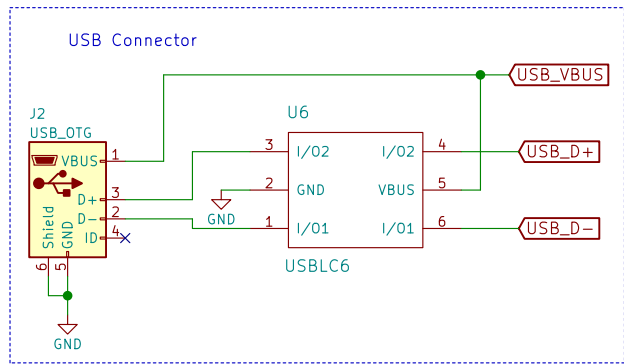 USB Connector
USB_VBUS
J2
USB_OTG
U6
VBUS 1
3 I/O2 I/O2 4 USB_D+
D+ 3
2 GND VBUS 5
GND
D- 2
1 I/O1 I/O1 6 USB_D-
ID 4
Shield
GND
6 5
USBLC6
GND